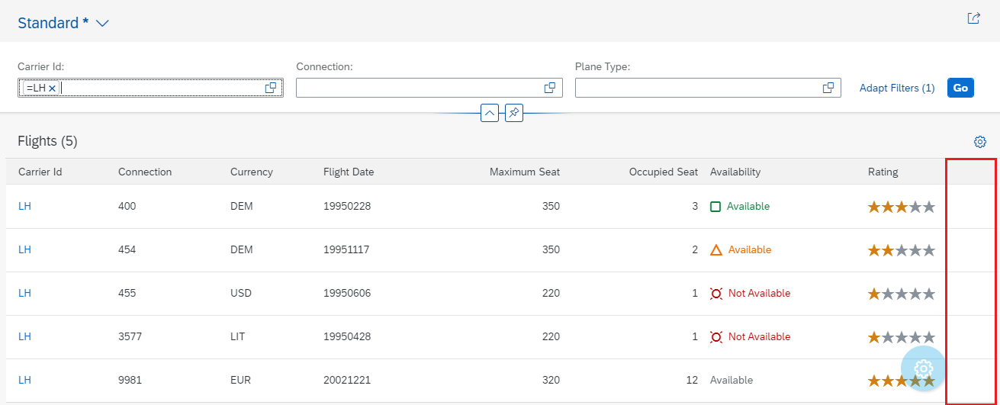 Standard *
Carrier Id: Connection: Plane Type:
=LH Adapt Filters (1) Go
Flights (5)
Carrier Id Connection Currency Flight Date Maximum Seat Occupied Seat Availability Rating
LH 400 DEM 19950228 350 3 Available
LH 454 DEM 19951117 350 2 Available
LH 455 USD 19950606 220 1 Not Available
LH 3577 LIT 19950428 220 1 Not Available
LH 9981 EUR 20021221 320 12 Available